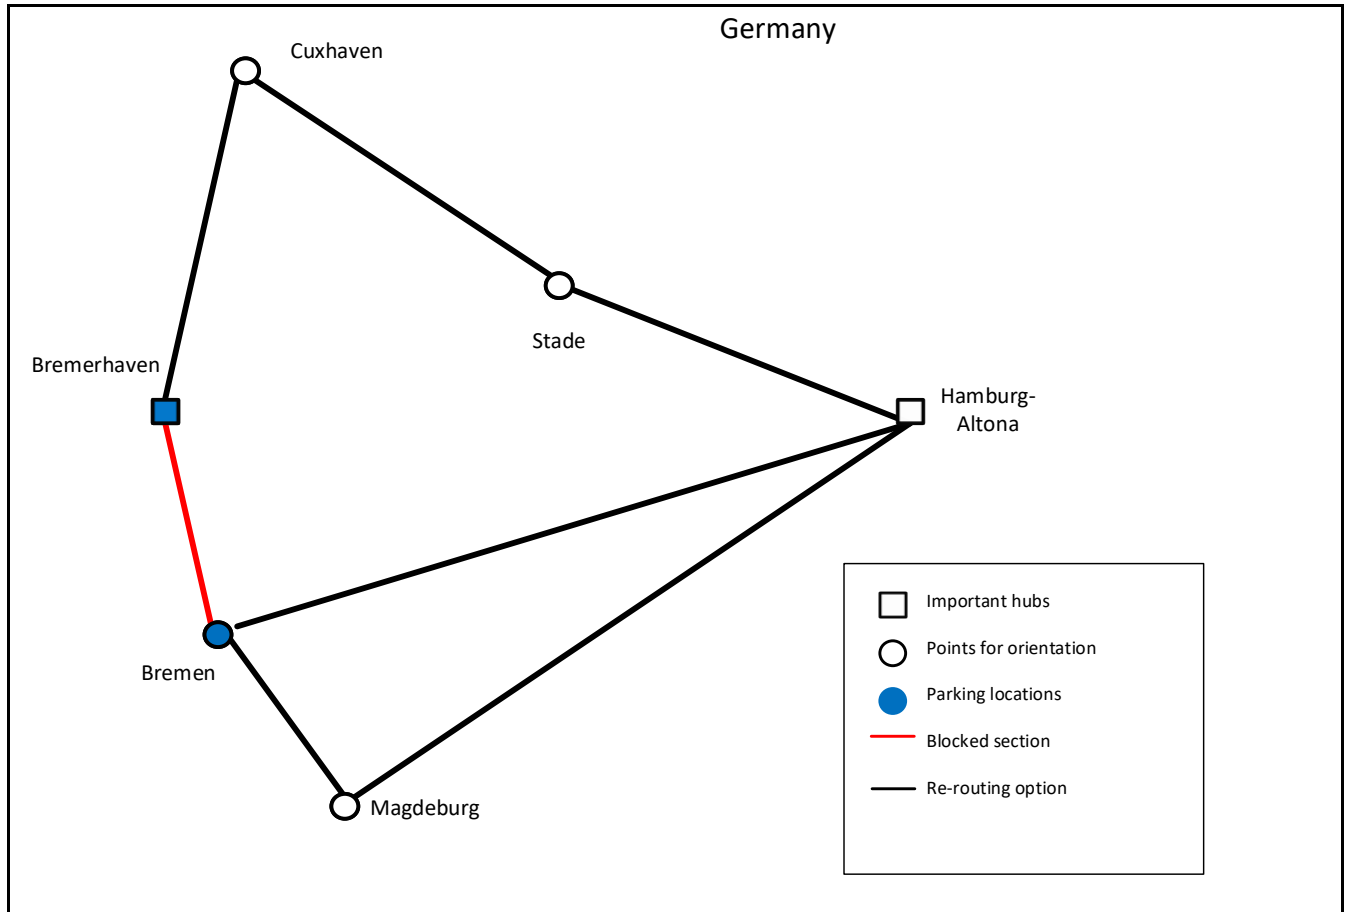 Germany
Cuxhaven
Stade
Bremerhaven
Hamburg-
Altona
Bremen
Magdeburg
Important hubs
Points for orientation
Parking locations
Blocked section
Re-routing option